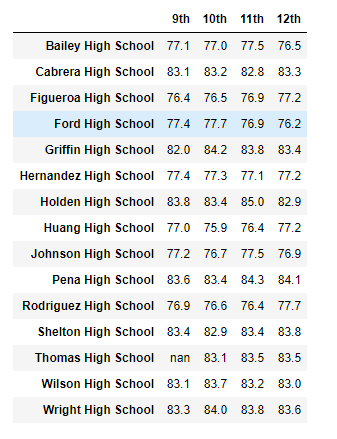 9th 10th 11th 12th
Bailey High School 77.1 77.0 77.5 76.5
Cabrera High School 83.1 83.2 82.8 83.3
Figueroa High School 76.4 76.5 76.9 77.2
Ford High School 77.4 77.7 76.9 76.2
Griffin High School 82.0 84.2 83.8 83.4
Hernandez High School 77.4 77.3 77.1 77.2
Holden High School 83.8 83.4 85.0 82.9
Huang High School 77.0 75.9 76.4 77.2
Johnson High School 77.2 76.7 77.5 76.9
Pena High School 83.6 83.4 84.3 84.1
Rodriguez High School 76.9 76.6 76.4 77.7
Shelton High School 83.4 82.9 83.4 83.8
Thomas High School nan 83.1 83.5 83.5
Wilson High School 83.1 83.7 83.2 83.0
Wright High School 83.3 84.0 83.8 83.6